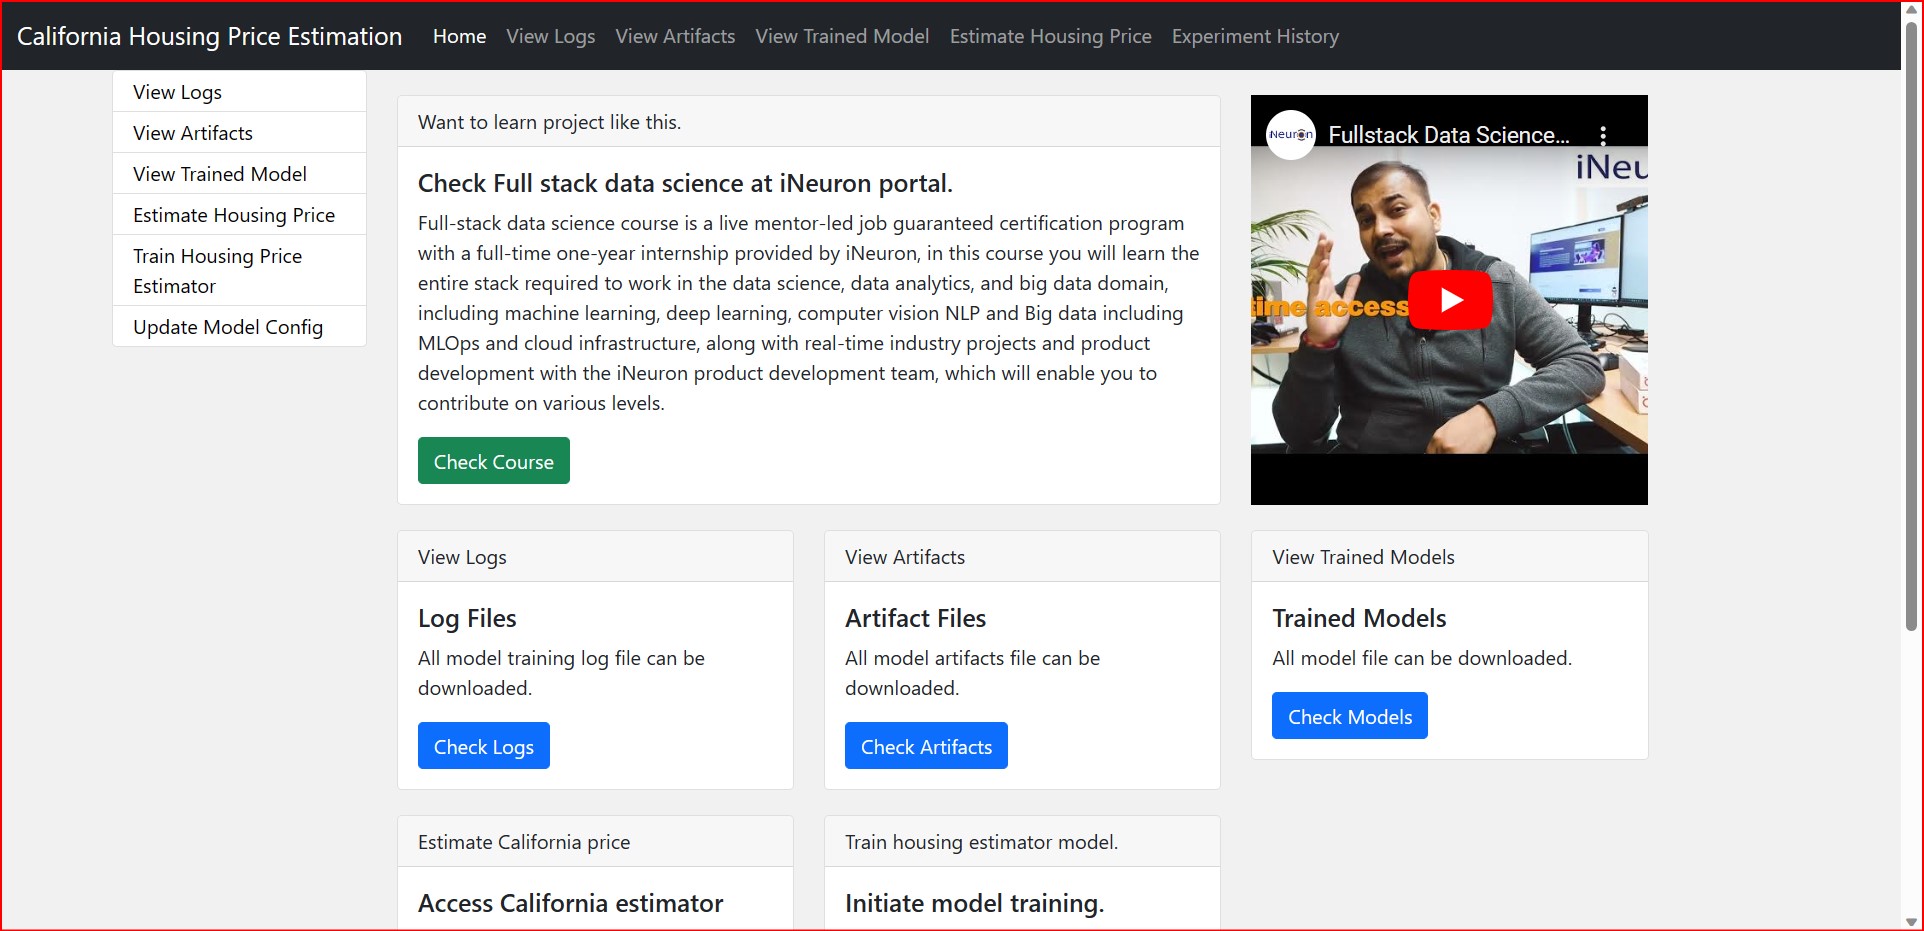 California Housing Price Estimation Home View Logs View Artifacts View Trained Model Estimate Housing Price Experiment History
View Logs
View Artifacts
View Trained Model
Estimate Housing Price
Train Housing Price
Estimator
Update Model Config
Want to learn project like this.
Check Full stack data science at iNeuron portal.
Full-stack data science course is a live mentor-led job guaranteed certification program
with a full-time one-year internship provided by iNeuron, in this course you will learn the
entire stack required to work in the data science, data analytics, and big data domain,
including machine learning, deep learning, computer vision NLP and Big data including
MLOps and cloud infrastructure, along with real-time industry projects and product
development with the iNeuron product development team, which will enable you to
contribute on various levels.
Check Course
iNeuron Fullstack Data Science...
iNeu
time access
View Logs
Log Files
All model training log file can be
downloaded.
Check Logs
View Artifacts
Artifact Files
All model artifacts file can be
downloaded.
Check Artifacts
View Trained Models
Trained Models
All model file can be downloaded.
Check Models
Estimate California price
Access California estimator
Train housing estimator model.
Initiate model training.